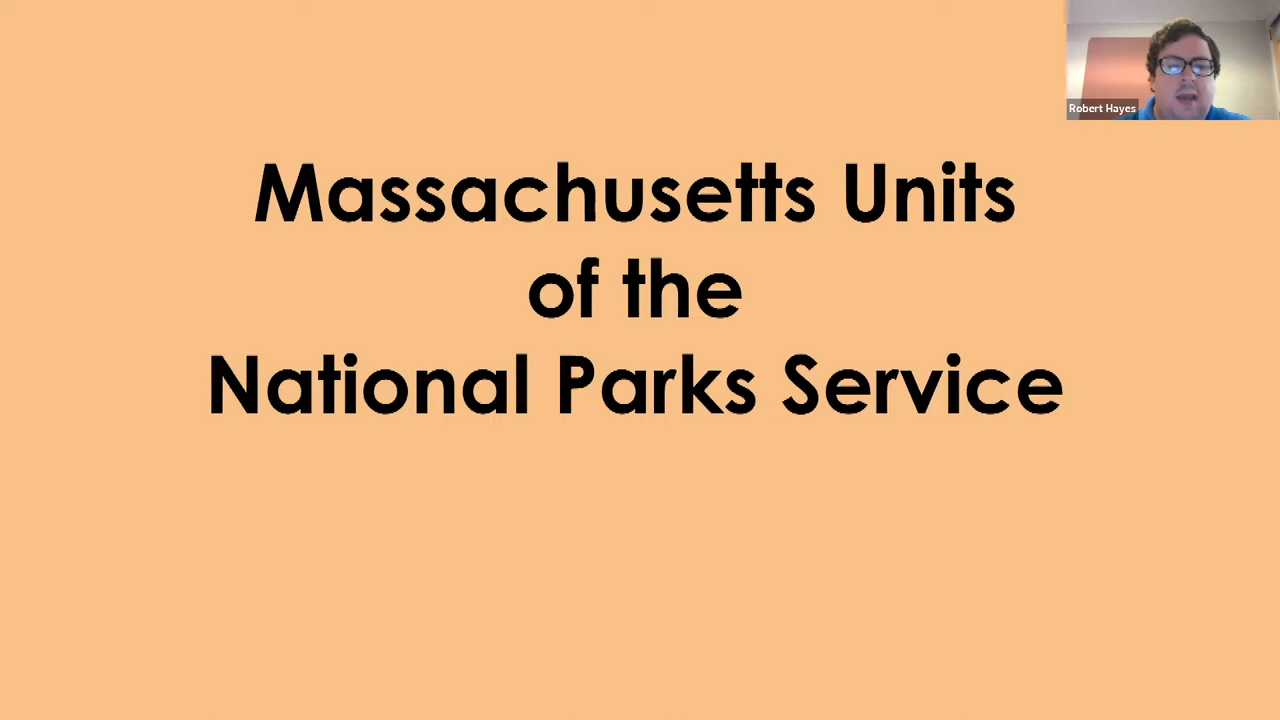 Robert Hayes
Massachusetts Units
of the
National Parks Service